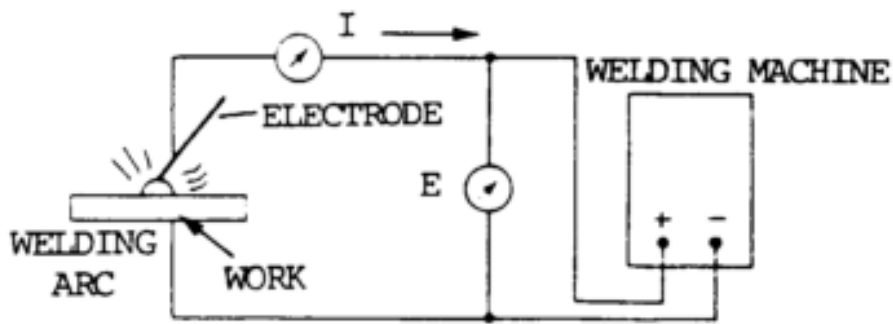 I
WELDING MACHINE
ELECTRODE
E
+ −
WELDING
ARC
WORK